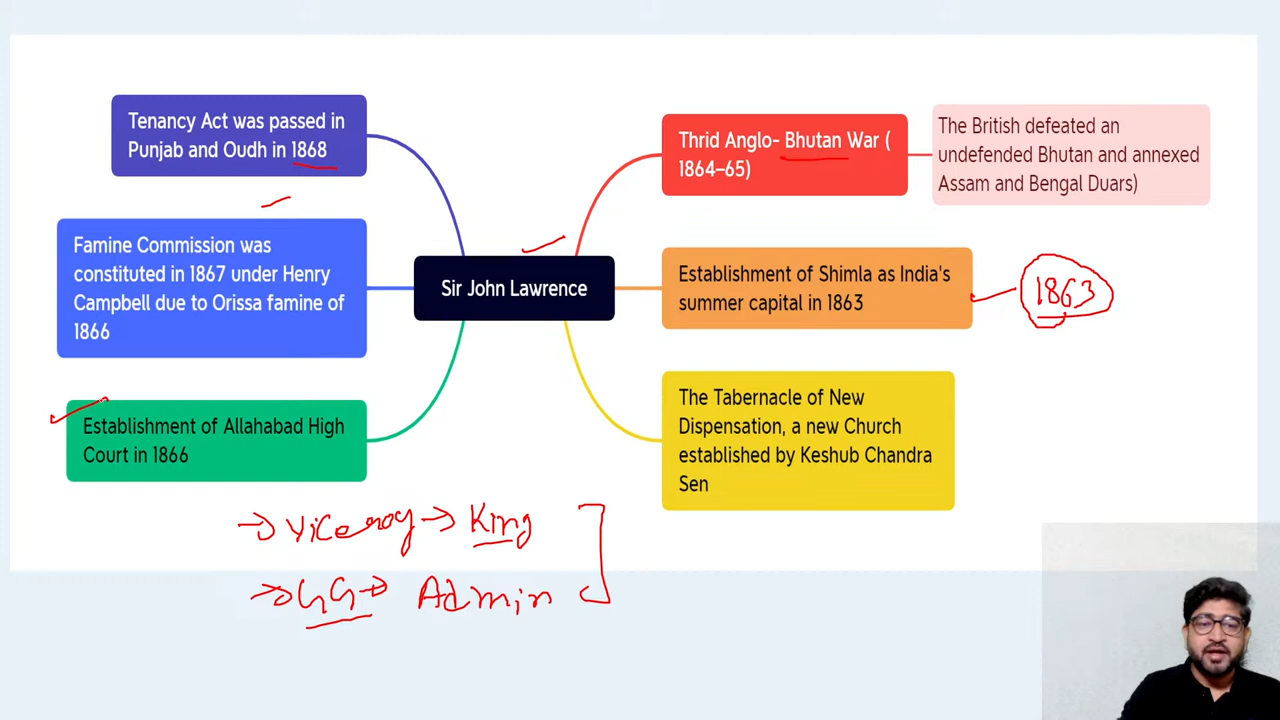 Tenancy Act was passed in
Punjab and Oudh in 1868
Famine Commission was
constituted in 1867 under Henry
Campbell due to Orissa famine of
1866
Establishment of Allahabad High
Court in 1866
Sir John Lawrence
Thrid Anglo- Bhutan War (
1864–65)
The British defeated an
undefended Bhutan and annexed
Assam and Bengal Duars)
Establishment of Shimla as India's
summer capital in 1863
1863
The Tabernacle of New
Dispensation, a new Church
established by Keshub Chandra
Sen
→ Viceroy → King
→ GG → Admin